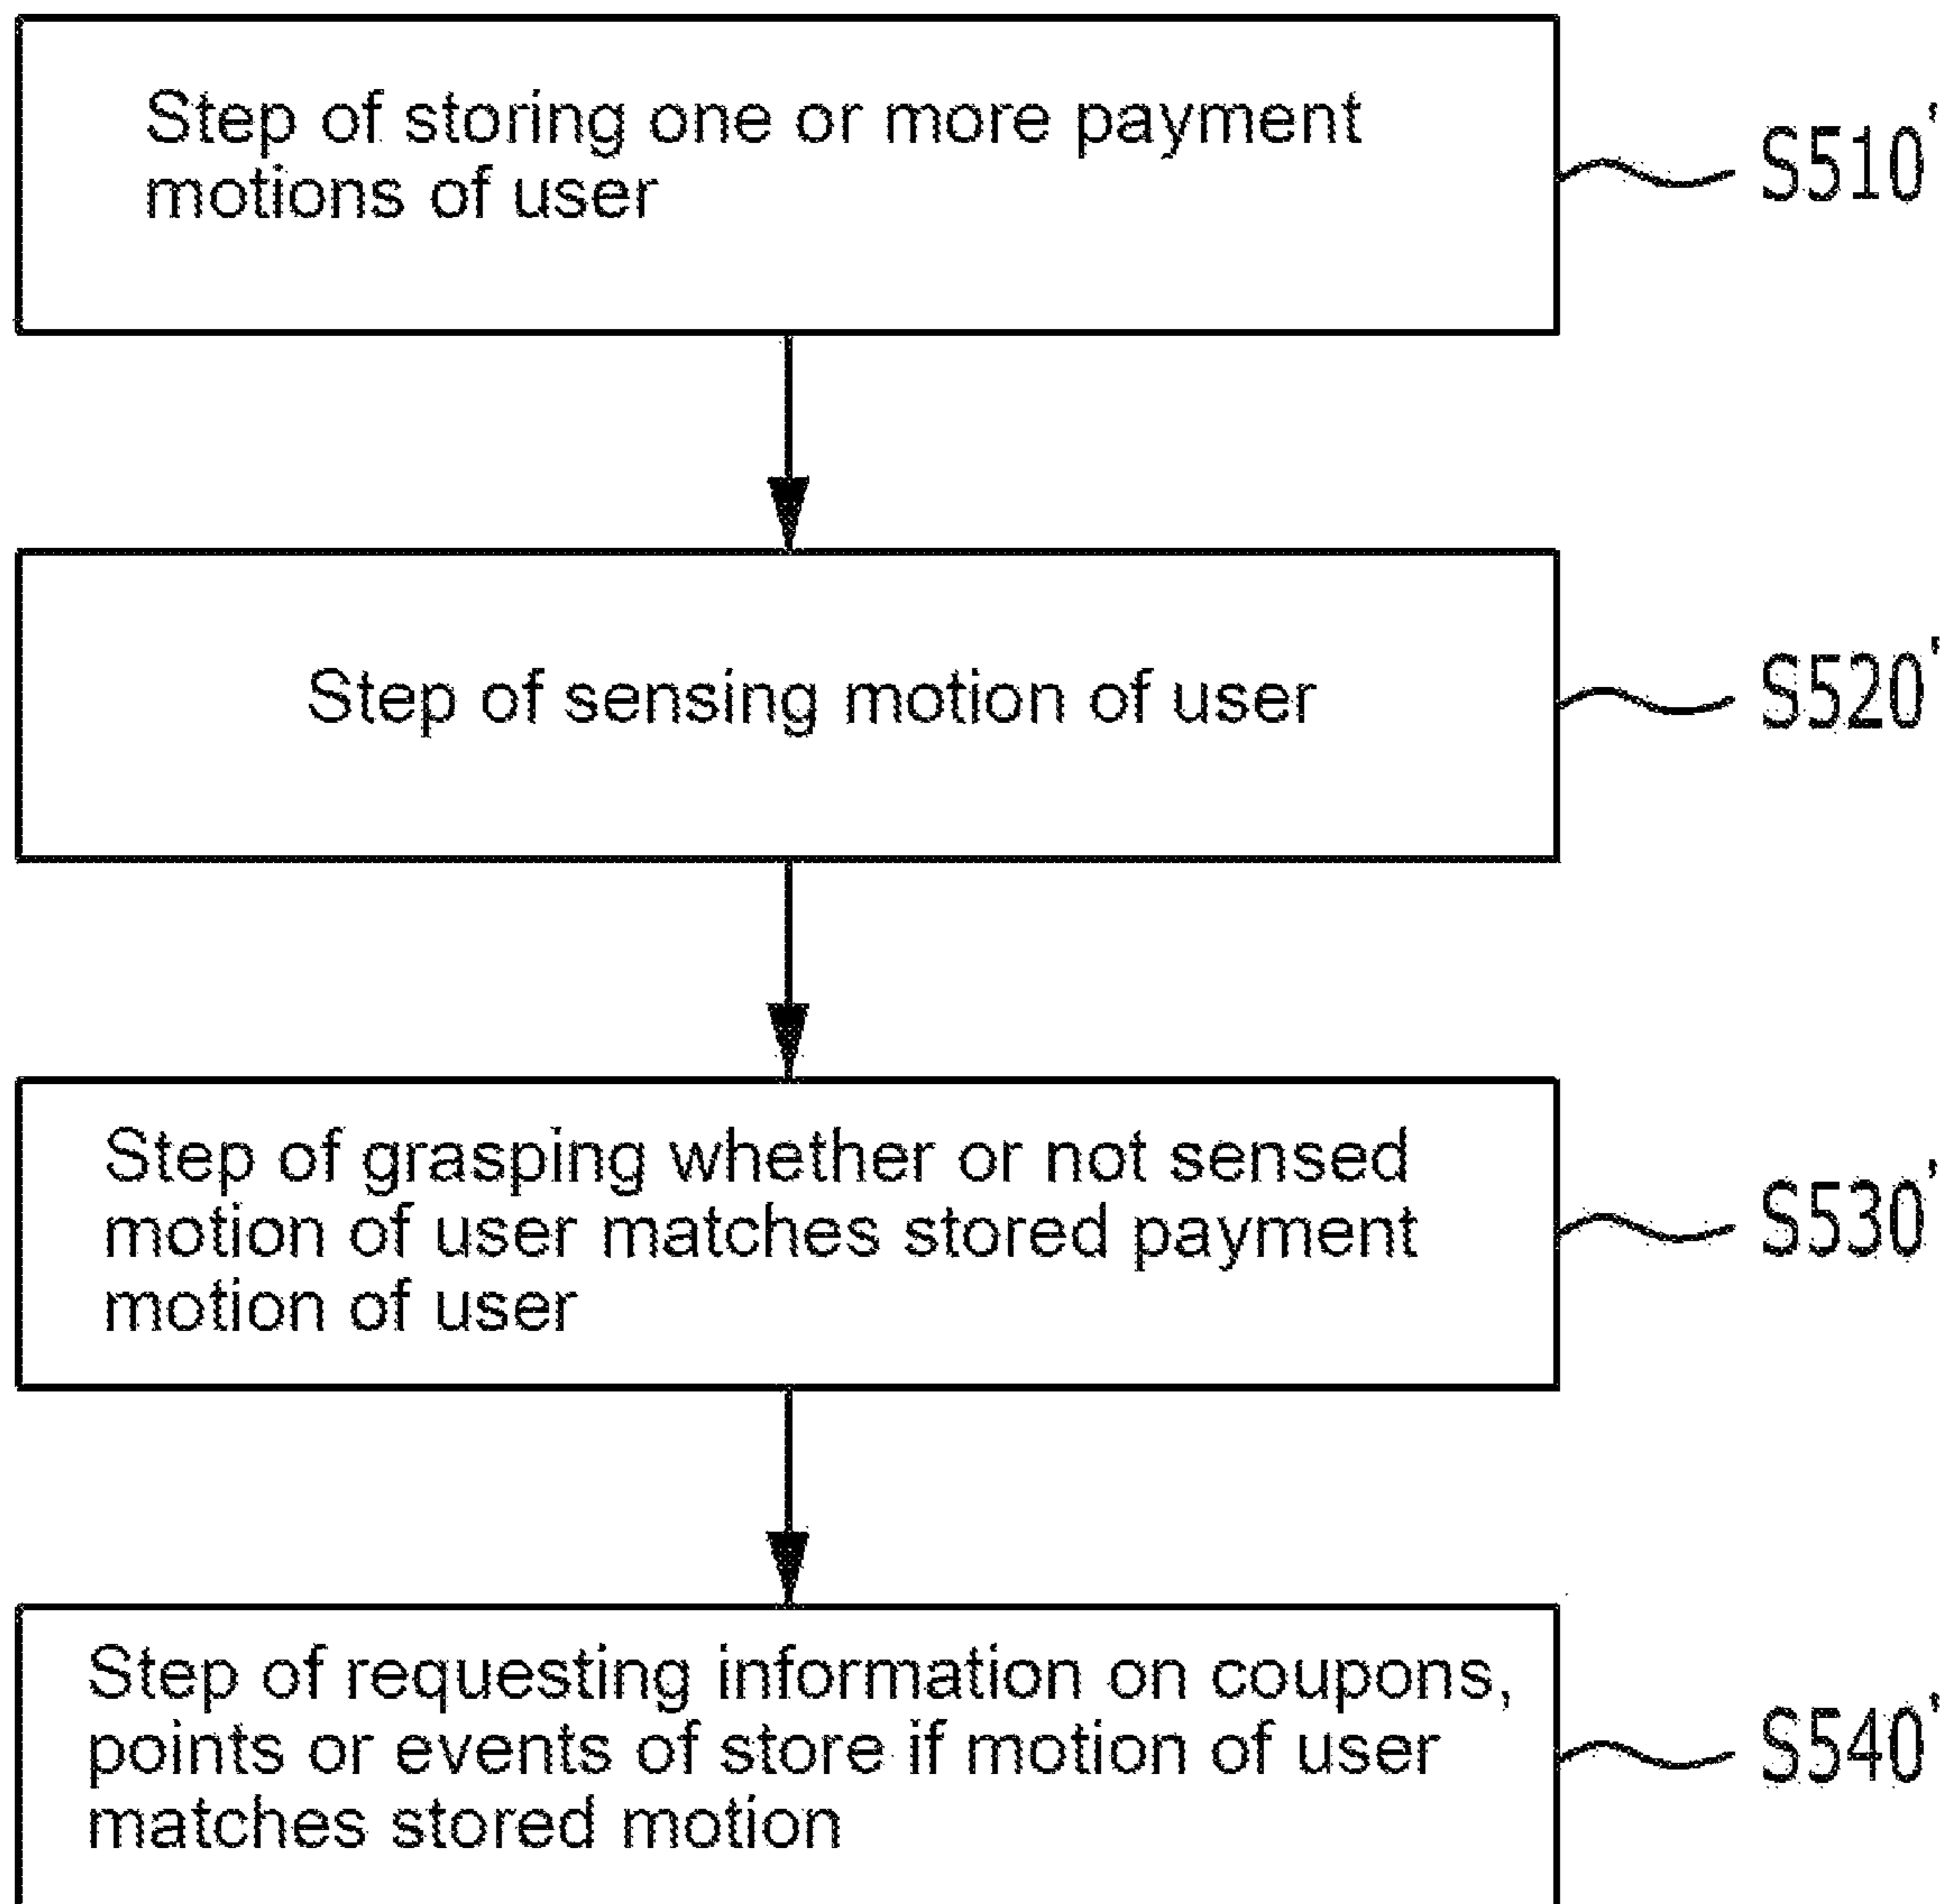 Step of storing one or more payment
motions of user
S510'
Step of sensing motion of user
S520'
Step of grasping whether or not sensed
motion of user matches stored payment
motion of user
S530'
Step of requesting information on coupons,
points or events of store if motion of user
matches stored motion
S540'